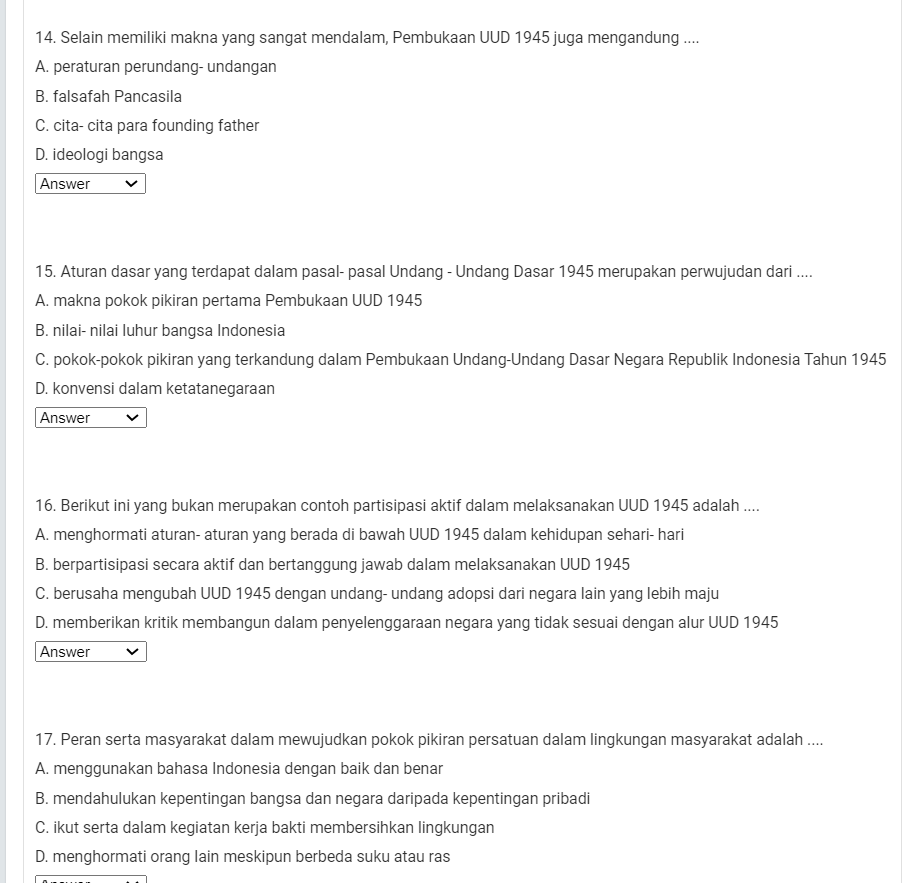 14. Selain memiliki makna yang sangat mendalam, Pembukaan UUD 1945 juga mengandung ....
A. peraturan perundang- undangan
B. falsafah Pancasila
C. cita- cita para founding father
D. ideologi bangsa
Answer
15. Aturan dasar yang terdapat dalam pasal- pasal Undang - Undang Dasar 1945 merupakan perwujudan dari ....
A. makna pokok pikiran pertama Pembukaan UUD 1945
B. nilai- nilai luhur bangsa Indonesia
C. pokok-pokok pikiran yang terkandung dalam Pembukaan Undang-Undang Dasar Negara Republik Indonesia Tahun 1945
D. konvensi dalam ketatanegaraan
Answer
16. Berikut ini yang bukan merupakan contoh partisipasi aktif dalam melaksanakan UUD 1945 adalah ....
A. menghormati aturan- aturan yang berada di bawah UUD 1945 dalam kehidupan sehari- hari
B. berpartisipasi secara aktif dan bertanggung jawab dalam melaksanakan UUD 1945
C. berusaha mengubah UUD 1945 dengan undang- undang adopsi dari negara lain yang lebih maju
D. memberikan kritik membangun dalam penyelenggaraan negara yang tidak sesuai dengan alur UUD 1945
Answer
17. Peran serta masyarakat dalam mewujudkan pokok pikiran persatuan dalam lingkungan masyarakat adalah ....
A. menggunakan bahasa Indonesia dengan baik dan benar
B. mendahulukan kepentingan bangsa dan negara daripada kepentingan pribadi
C. ikut serta dalam kegiatan kerja bakti membersihkan lingkungan
D. menghormati orang lain meskipun berbeda suku atau ras